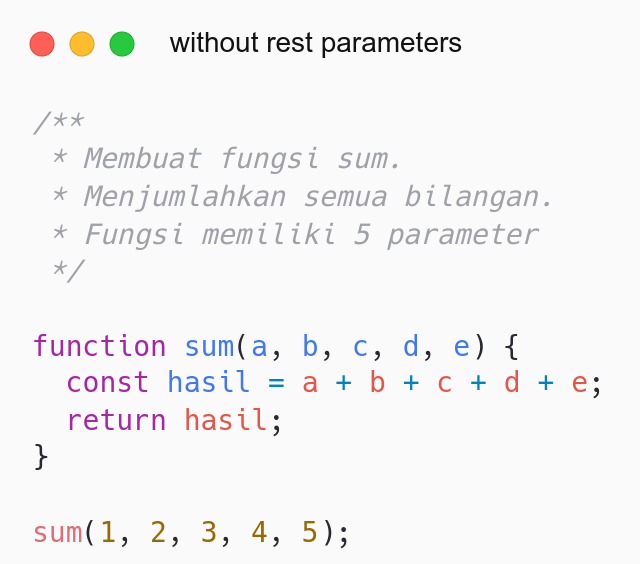 without rest parameters
/**
 * Membuat fungsi sum.
 * Menjumlahkan semua bilangan.
 * Fungsi memiliki 5 parameter
 */
function sum(a, b, c, d, e) {
  const hasil = a + b + c + d + e;
  return hasil;
}
sum(1, 2, 3, 4, 5);